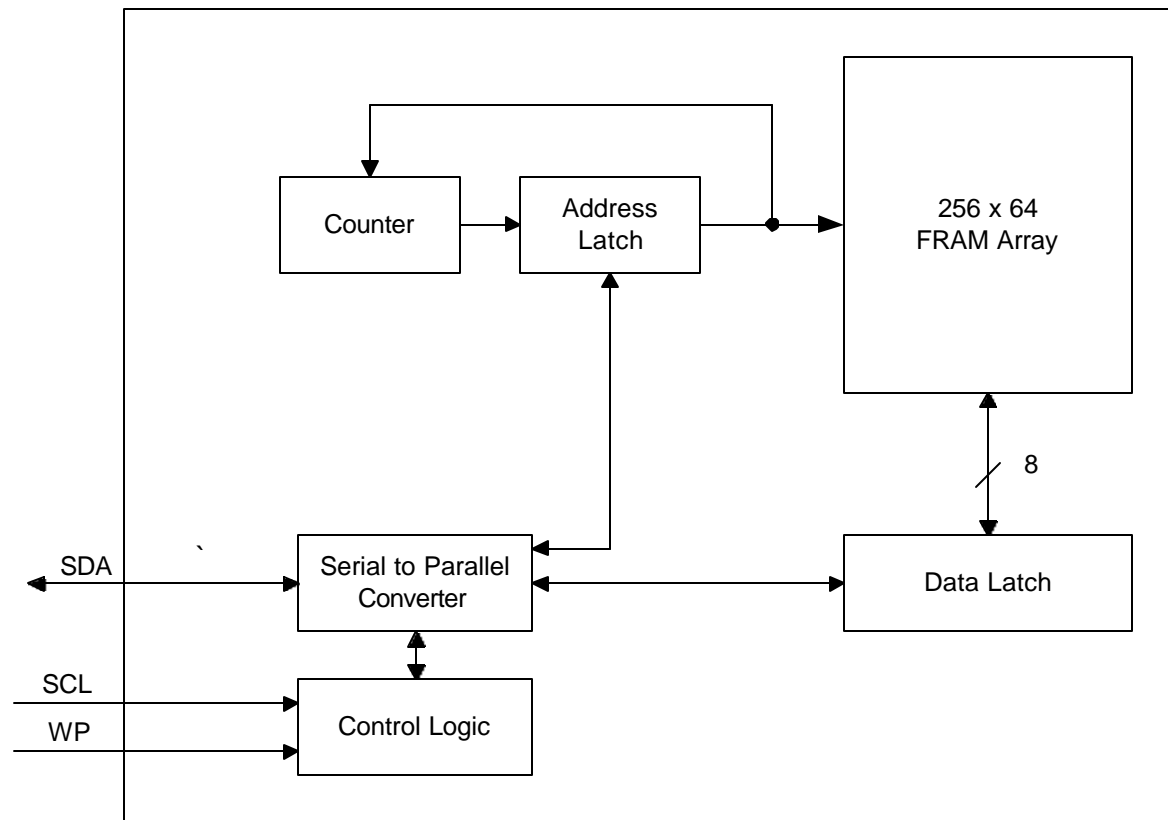 Counter
Address
Latch
256 x 64
FRAM Array
8
SDA
`
Serial to Parallel
Converter
Data Latch
SCL
WP
Control Logic